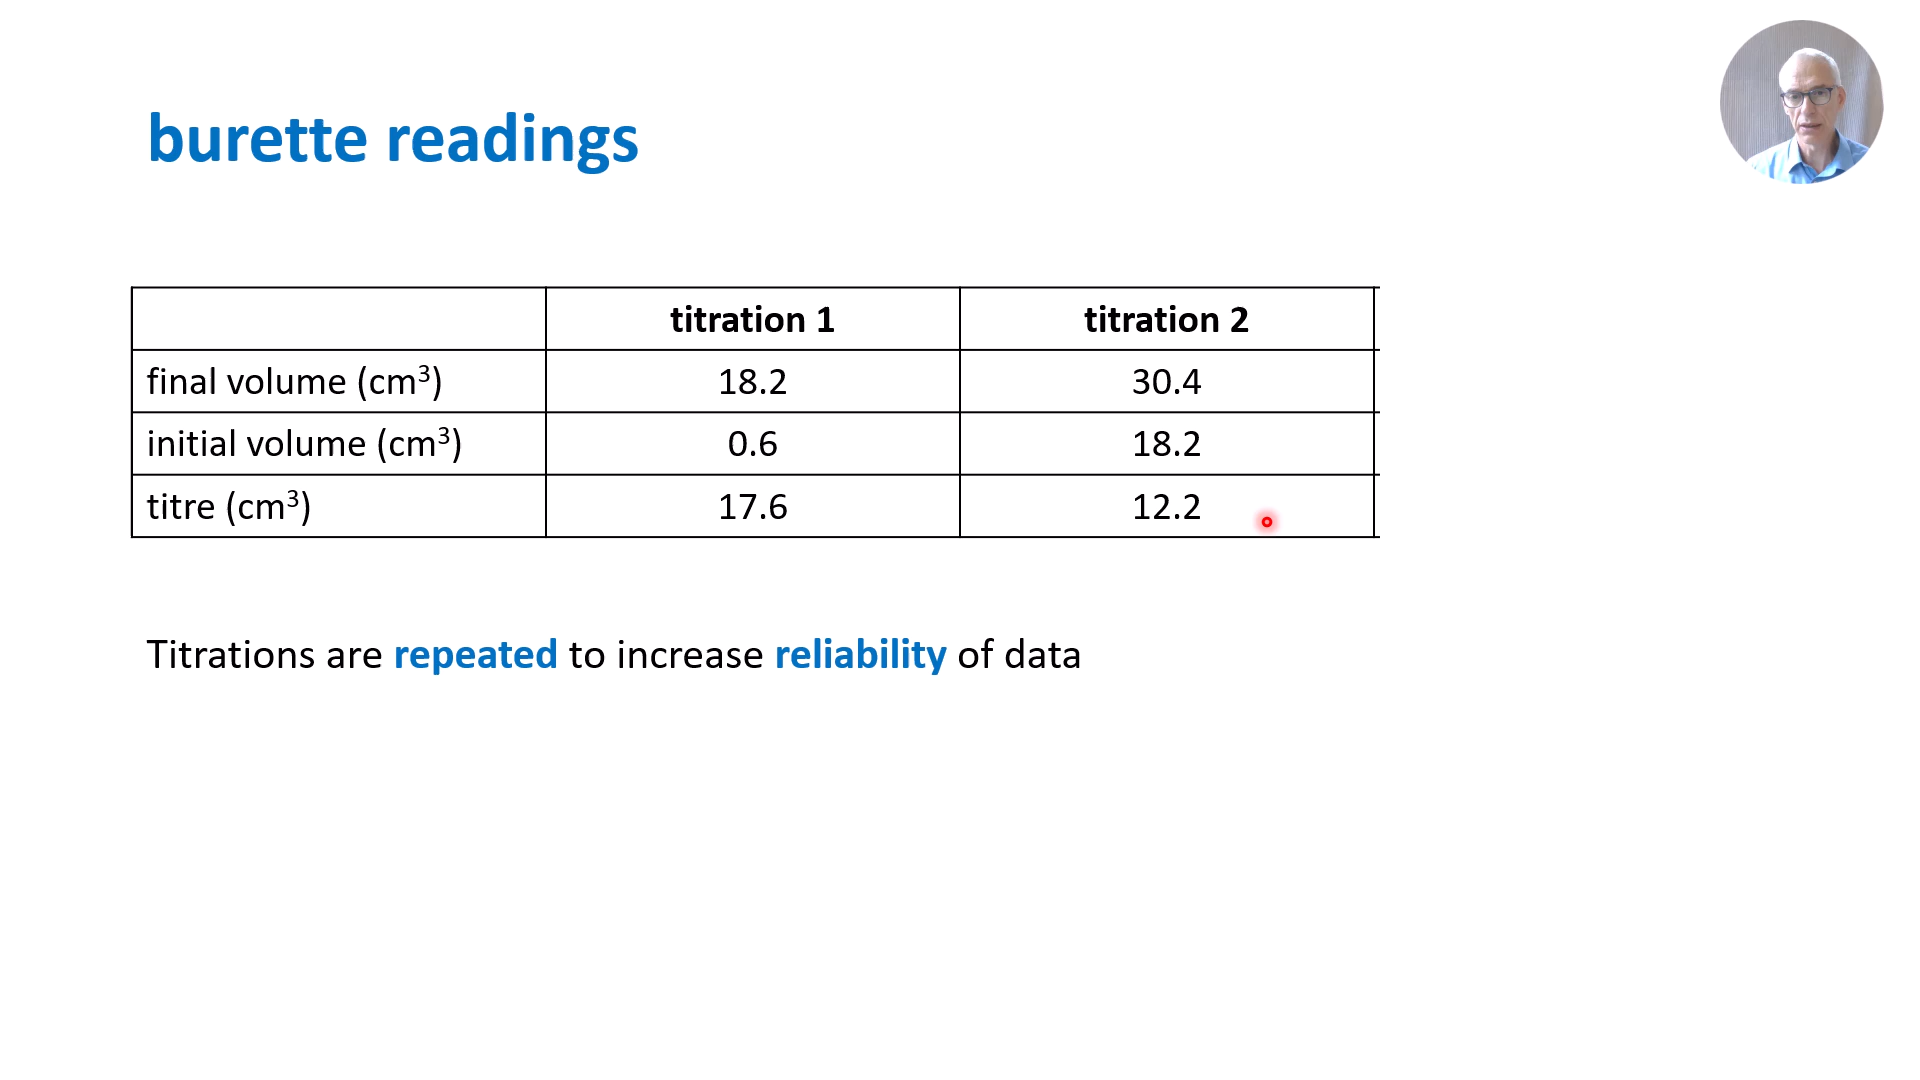 burette readings
titration 1 titration 2
final volume (cm³) 18.2 30.4
initial volume (cm³) 0.6 18.2
titre (cm³) 17.6 12.2
Titrations are repeated to increase reliability of data